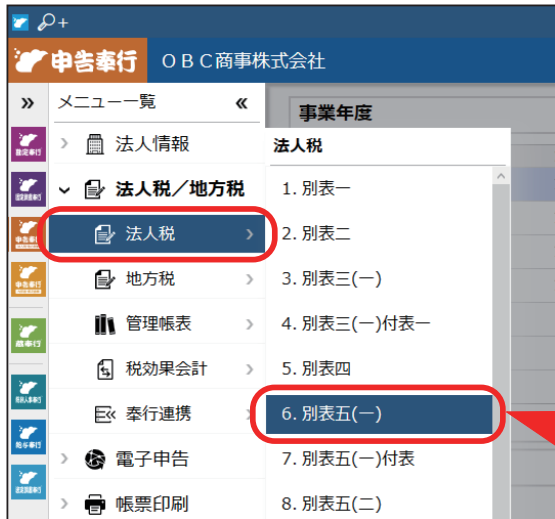 申告奉行 OBC商事株式会社
メニュー一覧
事業年度
法人情報
法人税／地方税
法人税
地方税
管理帳表
税効果会計
奉行連携
電子申告
帳票印刷
法人税
1. 別表一
2. 別表二
3. 別表三(一)
4. 別表三(一)付表一
5. 別表四
6. 別表五(一)
7. 別表五(一)付表
8. 別表五(二)